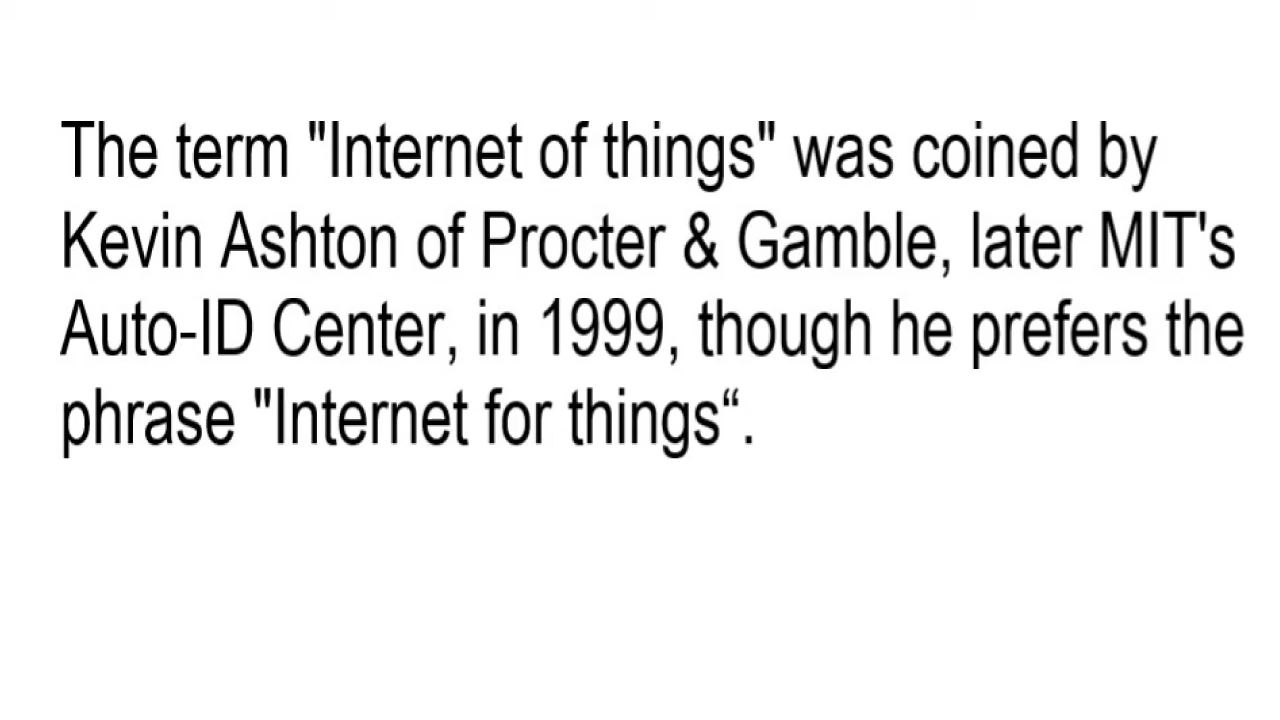 The term "Internet of things" was coined by
Kevin Ashton of Procter & Gamble, later MIT's
Auto-ID Center, in 1999, though he prefers the
phrase "Internet for things“.